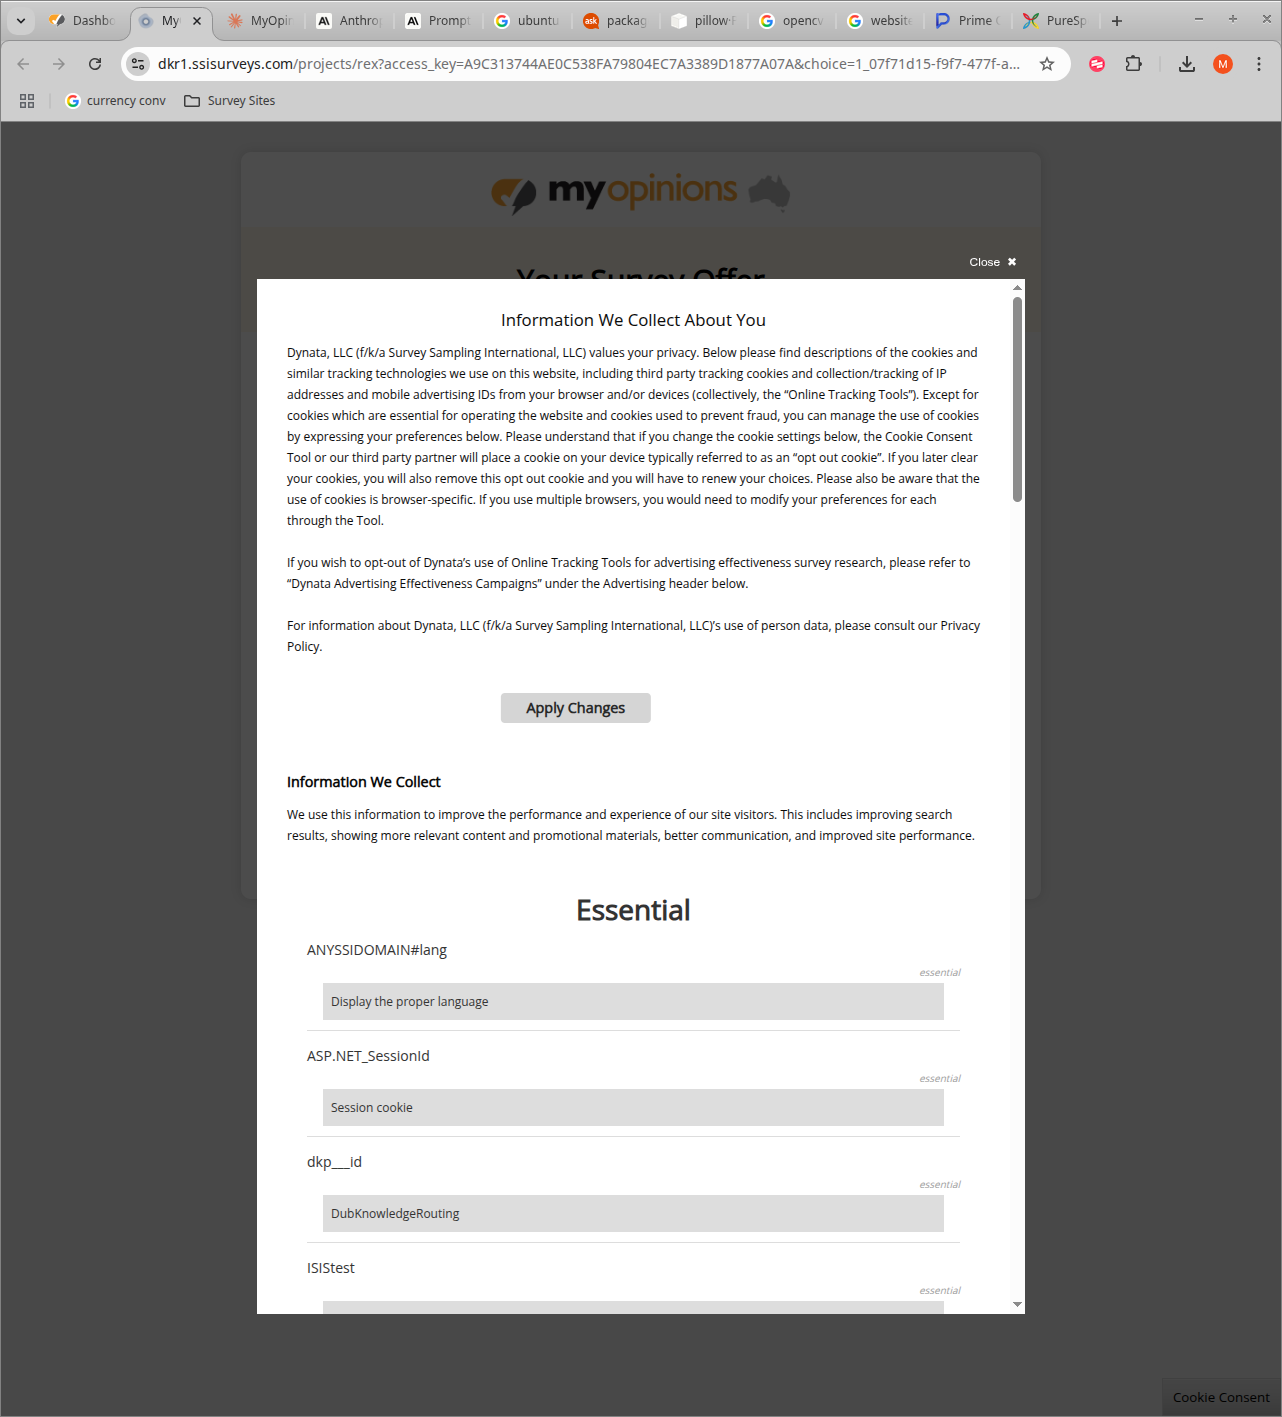 Dashbo
My
MyOpin
Anthrop
Prompt
ubuntu
packag
pillow·F
opencv
website
Prime
PureSp
dkr1.ssisurveys.com/projects/rex?access_key=A9C313744AE0C538FA79804EC7A3389D1877A07A&choice=1_07f71d15-f9f7-477f-a...
M
currency conv
Survey Sites
myopinions
Your Survey Offer
Close ✖
Information We Collect About You
Dynata, LLC (f/k/a Survey Sampling International, LLC) values your privacy. Below please find descriptions of the cookies and
similar tracking technologies we use on this website, including third party tracking cookies and collection/tracking of IP
addresses and mobile advertising IDs from your browser and/or devices (collectively, the “Online Tracking Tools”). Except for
cookies which are essential for operating the website and cookies used to prevent fraud, you can manage the use of cookies
by expressing your preferences below. Please understand that if you change the cookie settings below, the Cookie Consent
Tool or our third party partner will place a cookie on your device typically referred to as an “opt out cookie”. If you later clear
your cookies, you will also remove this opt out cookie and you will have to renew your choices. Please also be aware that the
use of cookies is browser-specific. If you use multiple browsers, you would need to modify your preferences for each
through the Tool.
If you wish to opt-out of Dynata’s use of Online Tracking Tools for advertising effectiveness survey research, please refer to
“Dynata Advertising Effectiveness Campaigns” under the Advertising header below.
For information about Dynata, LLC (f/k/a Survey Sampling International, LLC)’s use of person data, please consult our Privacy
Policy.
Apply Changes
Information We Collect
We use this information to improve the performance and experience of our site visitors. This includes improving search
results, showing more relevant content and promotional materials, better communication, and improved site performance.
Essential
ANYSSIDOMAIN#lang
essential
Display the proper language
ASP.NET_SessionId
essential
Session cookie
dkp___id
essential
DubKnowledgeRouting
ISIStest
essential
Cookie Consent